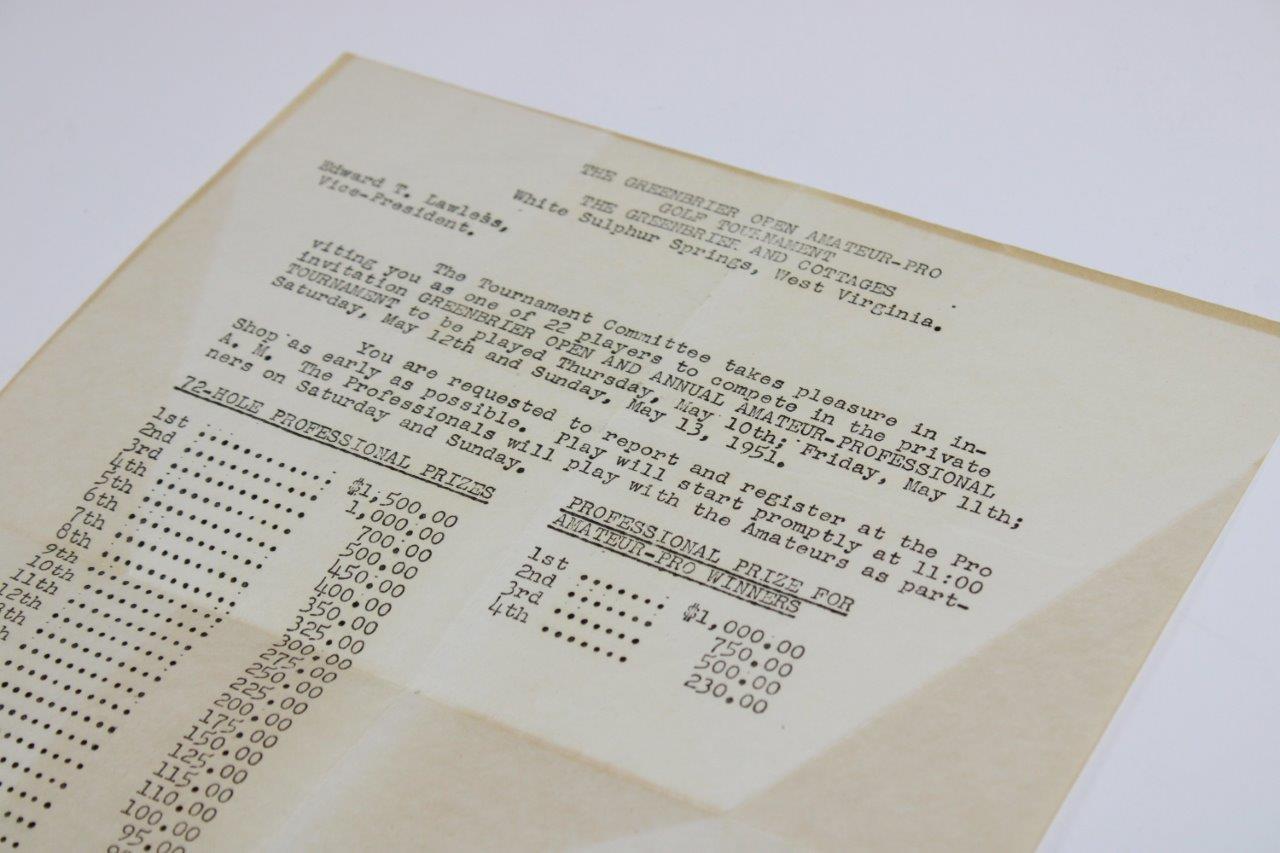 THE GREENBRIER OPEN AMATEUR-PRO
GOLF TOURNAMENT
THE GREENBRIER AND COTTAGES
White Sulphur Springs, West Virginia.
Edward T. Lawless,
Vice-President.
The Tournament Committee takes pleasure in in-
viting you as one of 22 players to compete in the private
invitation GREENBRIER OPEN AND ANNUAL AMATEUR-PROFESSIONAL
TOURNAMENT to be played Thursday, May 10th; Friday, May 11th;
Saturday, May 12th and Sunday, May 13, 1951.
You are requested to report and register at the Pro
Shop as early as possible. Play will start promptly at 11:00
A. M. The Professionals will play with the Amateurs as part-
ners on Saturday and Sunday.
72-HOLE PROFESSIONAL PRIZES
1st ............ $1,500.00
2nd ............ 1,000.00
3rd ............ 700.00
4th ............ 500.00
5th ............ 450.00
6th ............ 400.00
7th ............ 350.00
8th ............ 325.00
9th ............ 300.00
10th ............ 275.00
11th ............ 250.00
12th ............ 225.00
............ 200.00
............ 175.00
............ 150.00
............ 125.00
............ 115.00
............ 110.00
100.00
95.00
PROFESSIONAL PRIZE FOR
AMATEUR-PRO WINNERS
1st ...... $1,000.00
2nd ...... 750.00
3rd ...... 500.00
4th ...... 230.00